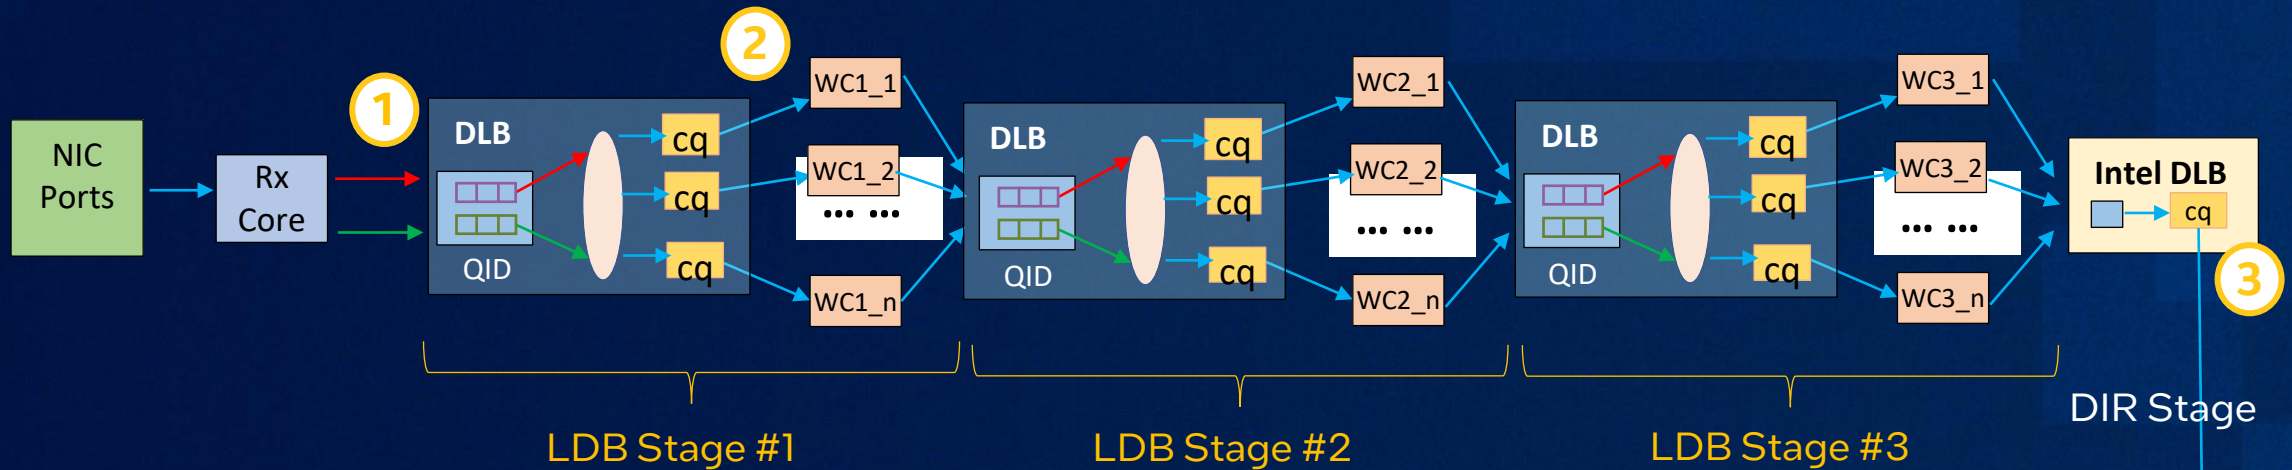 NIC
Ports
Rx
Core
1
DLB
QID
cq
cq
cq
2
WC1_1
WC1_2
... ...
WC1_n
DLB
QID
cq
cq
cq
WC2_1
WC2_2
... ...
WC2_n
DLB
QID
cq
cq
cq
WC3_1
WC3_2
... ...
WC3_n
Intel DLB
cq
3
LDB Stage #1
LDB Stage #2
LDB Stage #3
DIR Stage